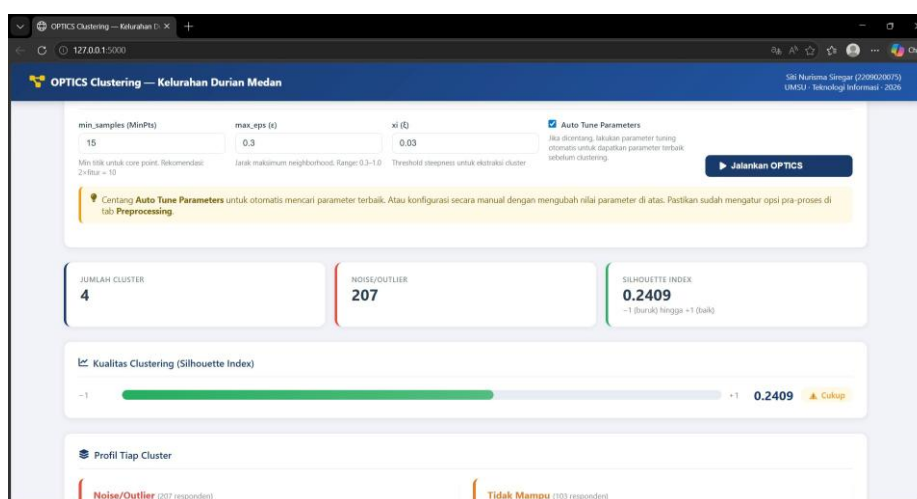 OPTICS Clustering — Kelurahan D
127.0.0.1:5000
OPTICS Clustering — Kelurahan Durian Medan
Siti Nurisma Siregar (2209020075)
UMSU - Teknologi Informasi - 2026
min_samples (MinPts)
max_eps (ε)
xi (ξ)
Auto Tune Parameters
15
0.3
0.03
Jika dicentang, lakukan parameter tuning
otomatis untuk dapatkan parameter terbaik
sebelum clustering.
Min titik untuk core point. Rekomendasi:
2×fitur = 10
Jarak maksimum neighborhood. Range: 0.3–1.0
Threshold steepness untuk ekstraksi cluster
Jalankan OPTICS
Centang Auto Tune Parameters untuk otomatis mencari parameter terbaik. Atau konfigurasi secara manual dengan mengubah nilai parameter di atas. Pastikan sudah mengatur opsi pra-proses di
tab Preprocessing.
JUMLAH CLUSTER
4
NOISE/OUTLIER
207
SILHOUETTE INDEX
0.2409
−1 (buruk) hingga +1 (baik)
Kualitas Clustering (Silhouette Index)
−1
+1
0.2409
Cukup
Profil Tiap Cluster
Noise/Outlier (207 responden)
Tidak Mampu (103 responden)